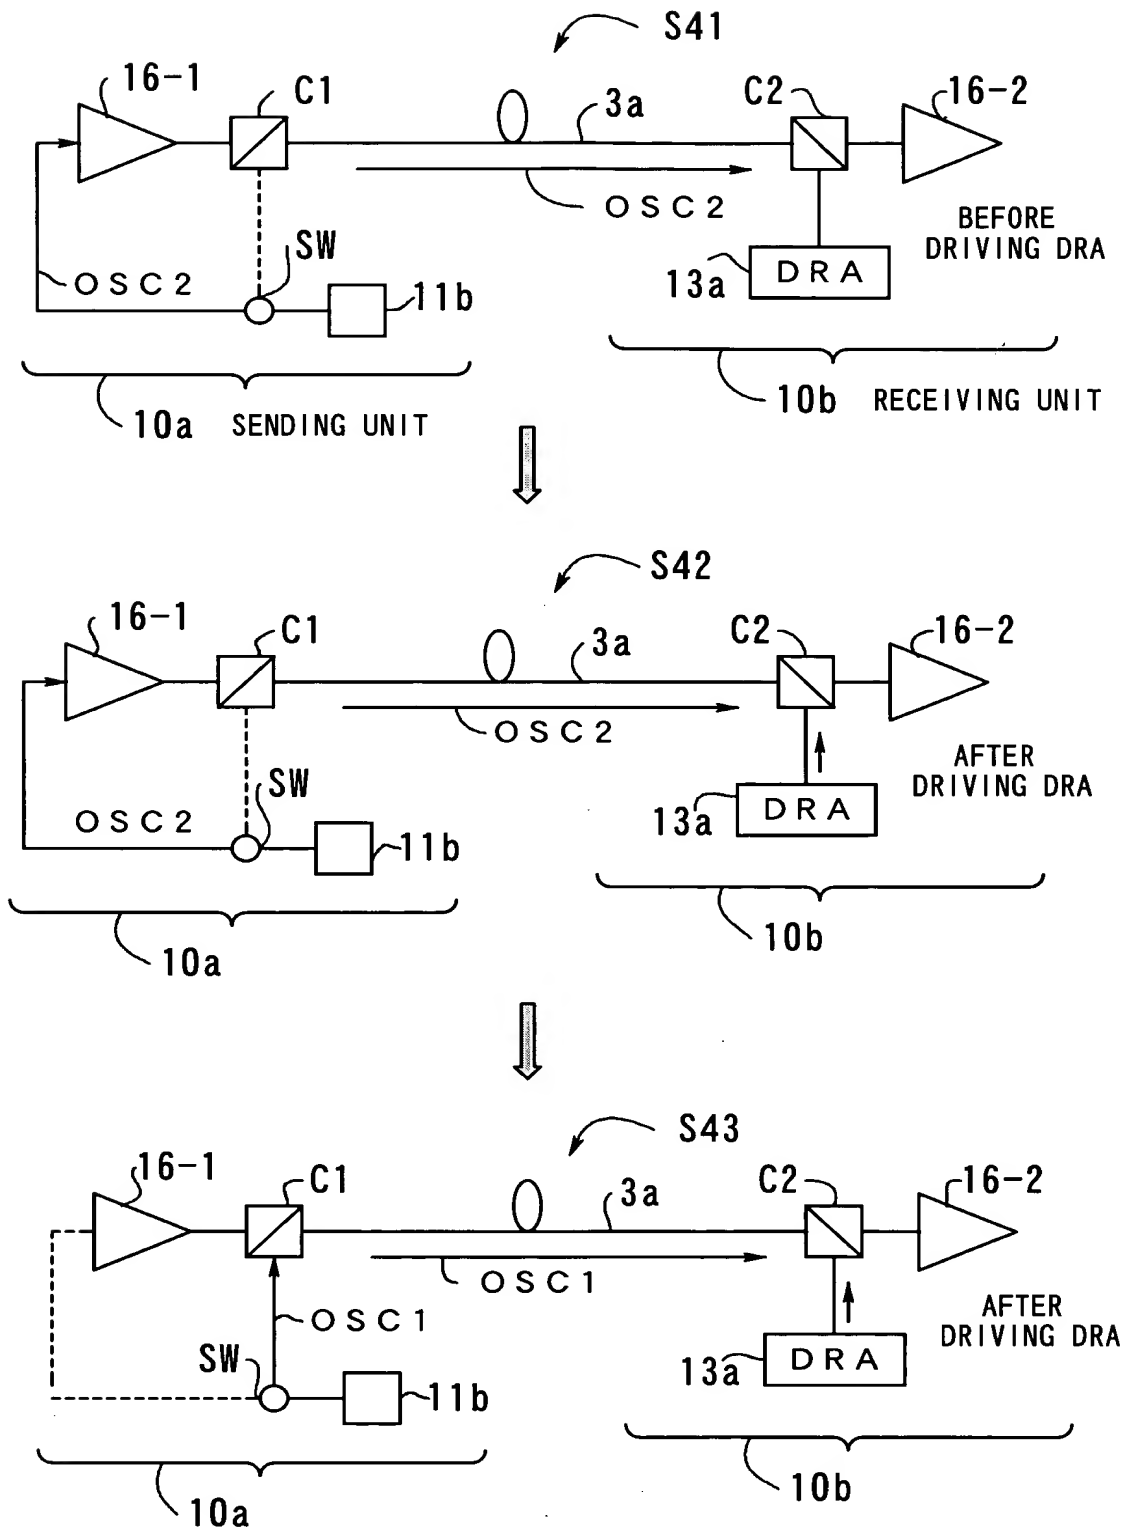 S41
16-1
C1
3a
C2
16-2
OSC2
BEFORE
DRIVING DRA
SW
DRA
13a
OSC2
11b
10a SENDING UNIT
10b RECEIVING UNIT
S42
16-1
C1
3a
C2
16-2
OSC2
AFTER
DRIVING DRA
SW
DRA
13a
OSC2
11b
10a
10b
S43
16-1
C1
3a
C2
16-2
OSC1
OSC1
AFTER
DRIVING DRA
SW
DRA
13a
11b
10a
10b